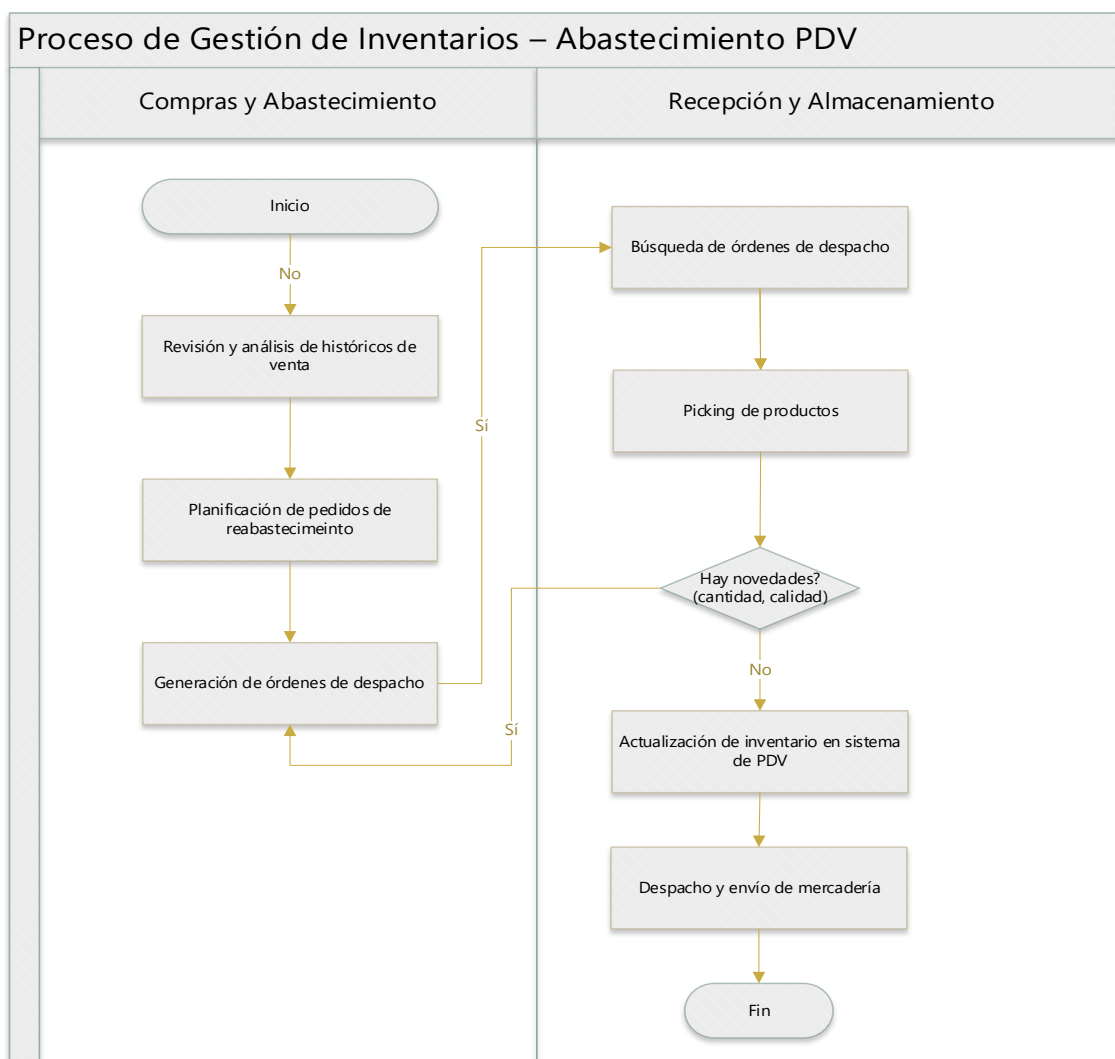 Proceso de Gestión de Inventarios – Abastecimiento PDV
Compras y Abastecimiento
Recepción y Almacenamiento
Inicio
No
Revisión y análisis de históricos de
venta
Planificación de pedidos de
reabastecimeinto
Generación de órdenes de despacho
Sí
Búsqueda de órdenes de despacho
Picking de productos
Hay novedades?
(cantidad, calidad)
Sí
No
Actualización de inventario en sistema
de PDV
Despacho y envío de mercadería
Fin